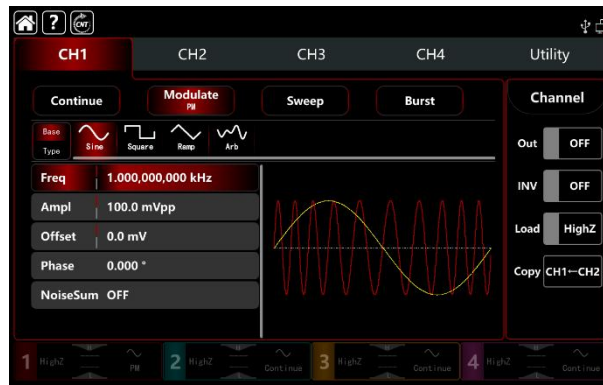 ? CNT
CH1 CH2 CH3 CH4 Utility
Continue Modulate Sweep Burst Channel
PM
Base
Type Sine Square Ramp Arb
Out OFF
Freq 1.000,000,000 kHz
INV OFF
Ampl 100.0 mVpp
Offset 0.0 mV
Load HighZ
Phase 0.000 °
Copy CH1←CH2
NoiseSum OFF
1 HighZ PM 2 HighZ Continue 3 HighZ Continue 4 HighZ Continue